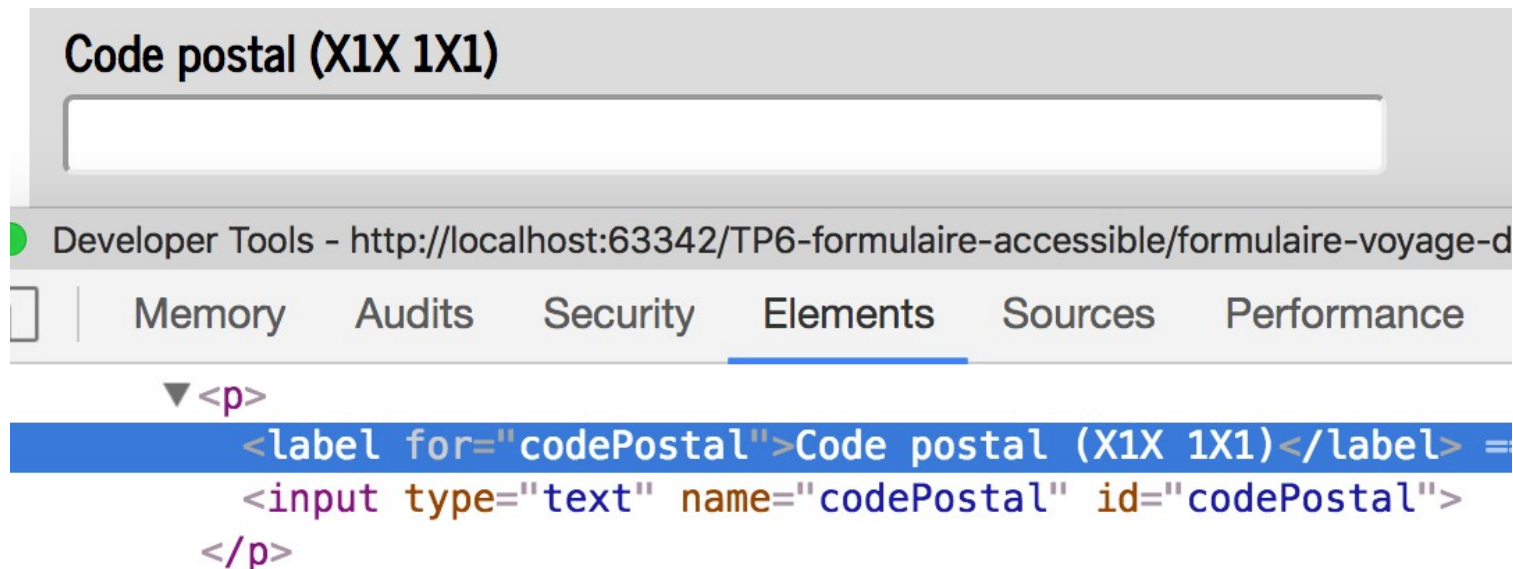 Code postal (X1X 1X1)
Developer Tools - http://localhost:63342/TP6-formulaire-accessible/formulaire-voyage-d
Memory Audits Security Elements Sources Performance
▼<p>
<label for="codePostal">Code postal (X1X 1X1)</label> ==
<input type="text" name="codePostal" id="codePostal">
</p>